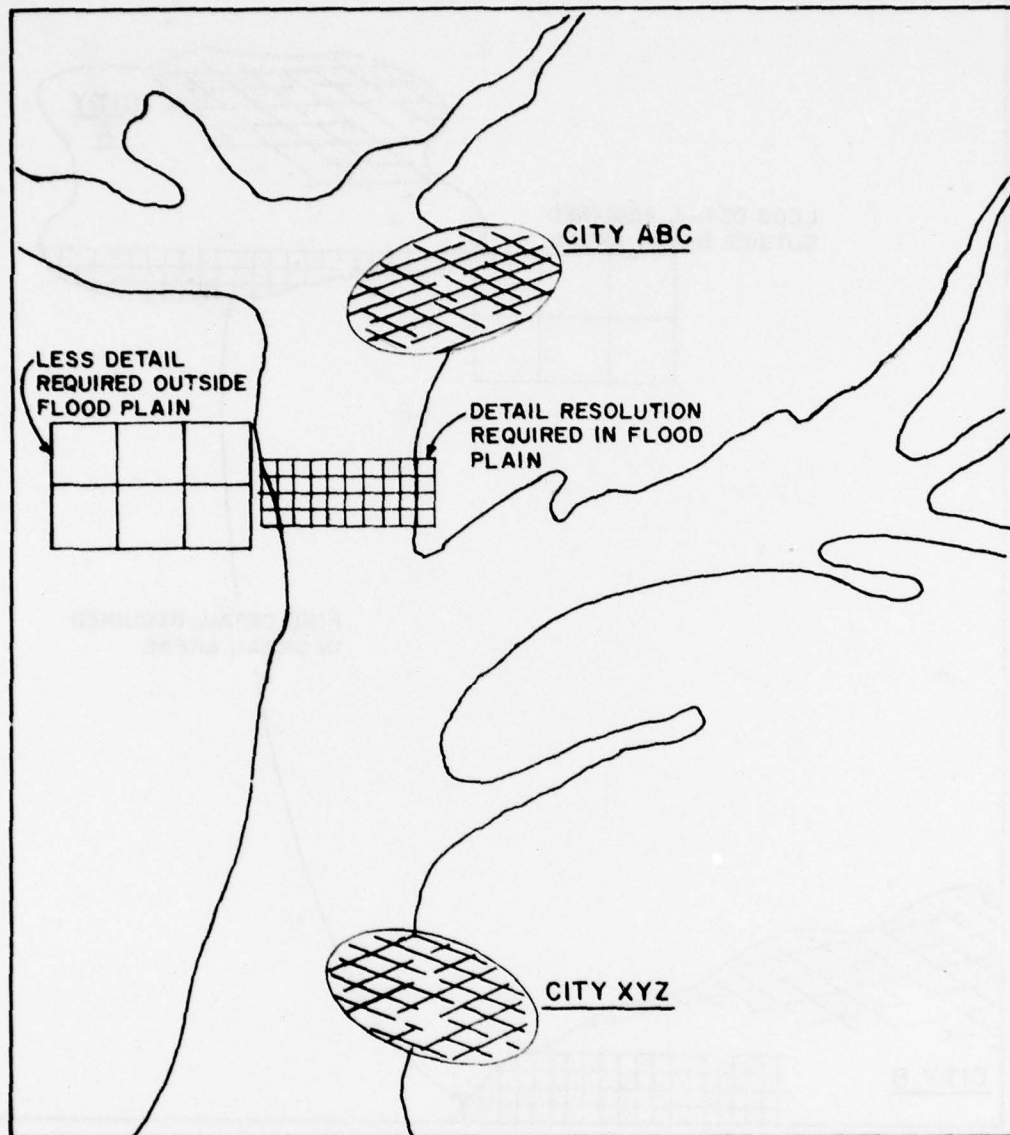 CITY ABC
LESS DETAIL
REQUIRED OUTSIDE
FLOOD PLAIN
DETAIL RESOLUTION
REQUIRED IN FLOOD
PLAIN
CITY XYZ